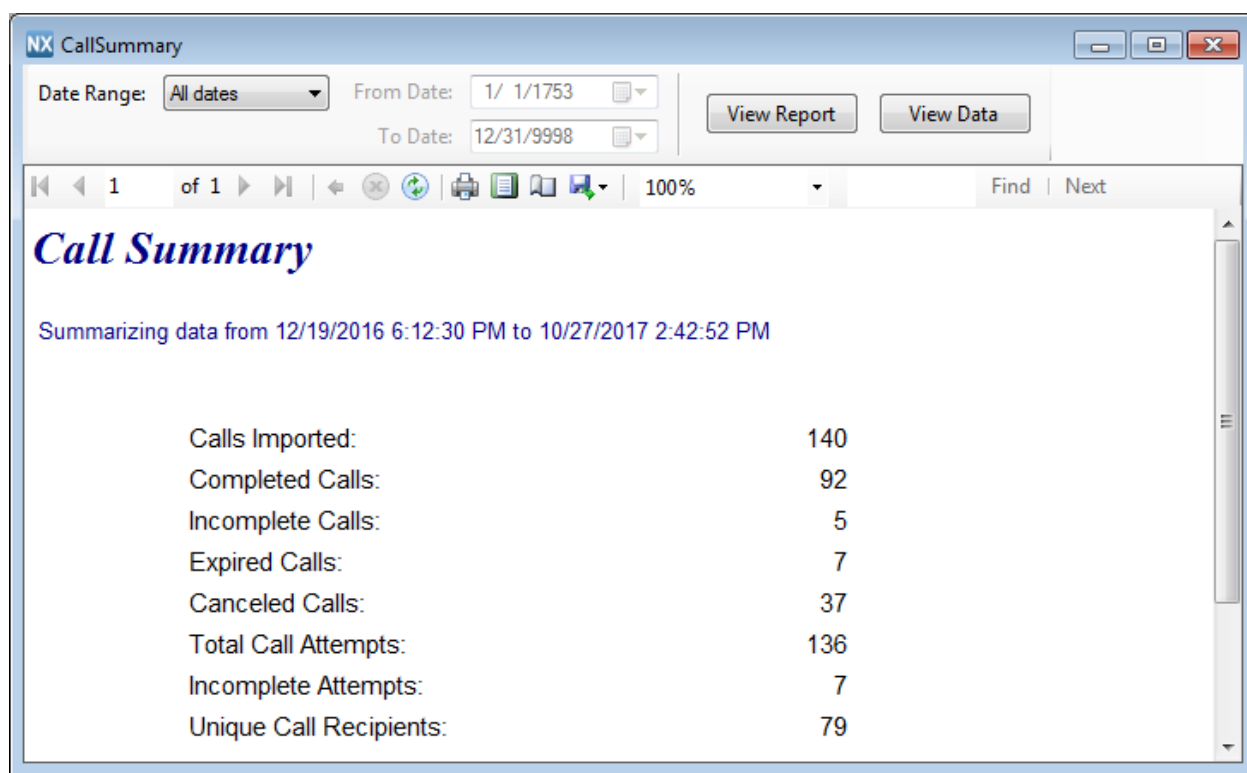 NX CallSummary
Date Range: All dates From Date: 1/ 1/1753
View Report View Data
To Date: 12/31/9998
1 of 1 100% Find | Next
Call Summary
Summarizing data from 12/19/2016 6:12:30 PM to 10/27/2017 2:42:52 PM
Calls Imported: 140
Completed Calls: 92
Incomplete Calls: 5
Expired Calls: 7
Canceled Calls: 37
Total Call Attempts: 136
Incomplete Attempts: 7
Unique Call Recipients: 79